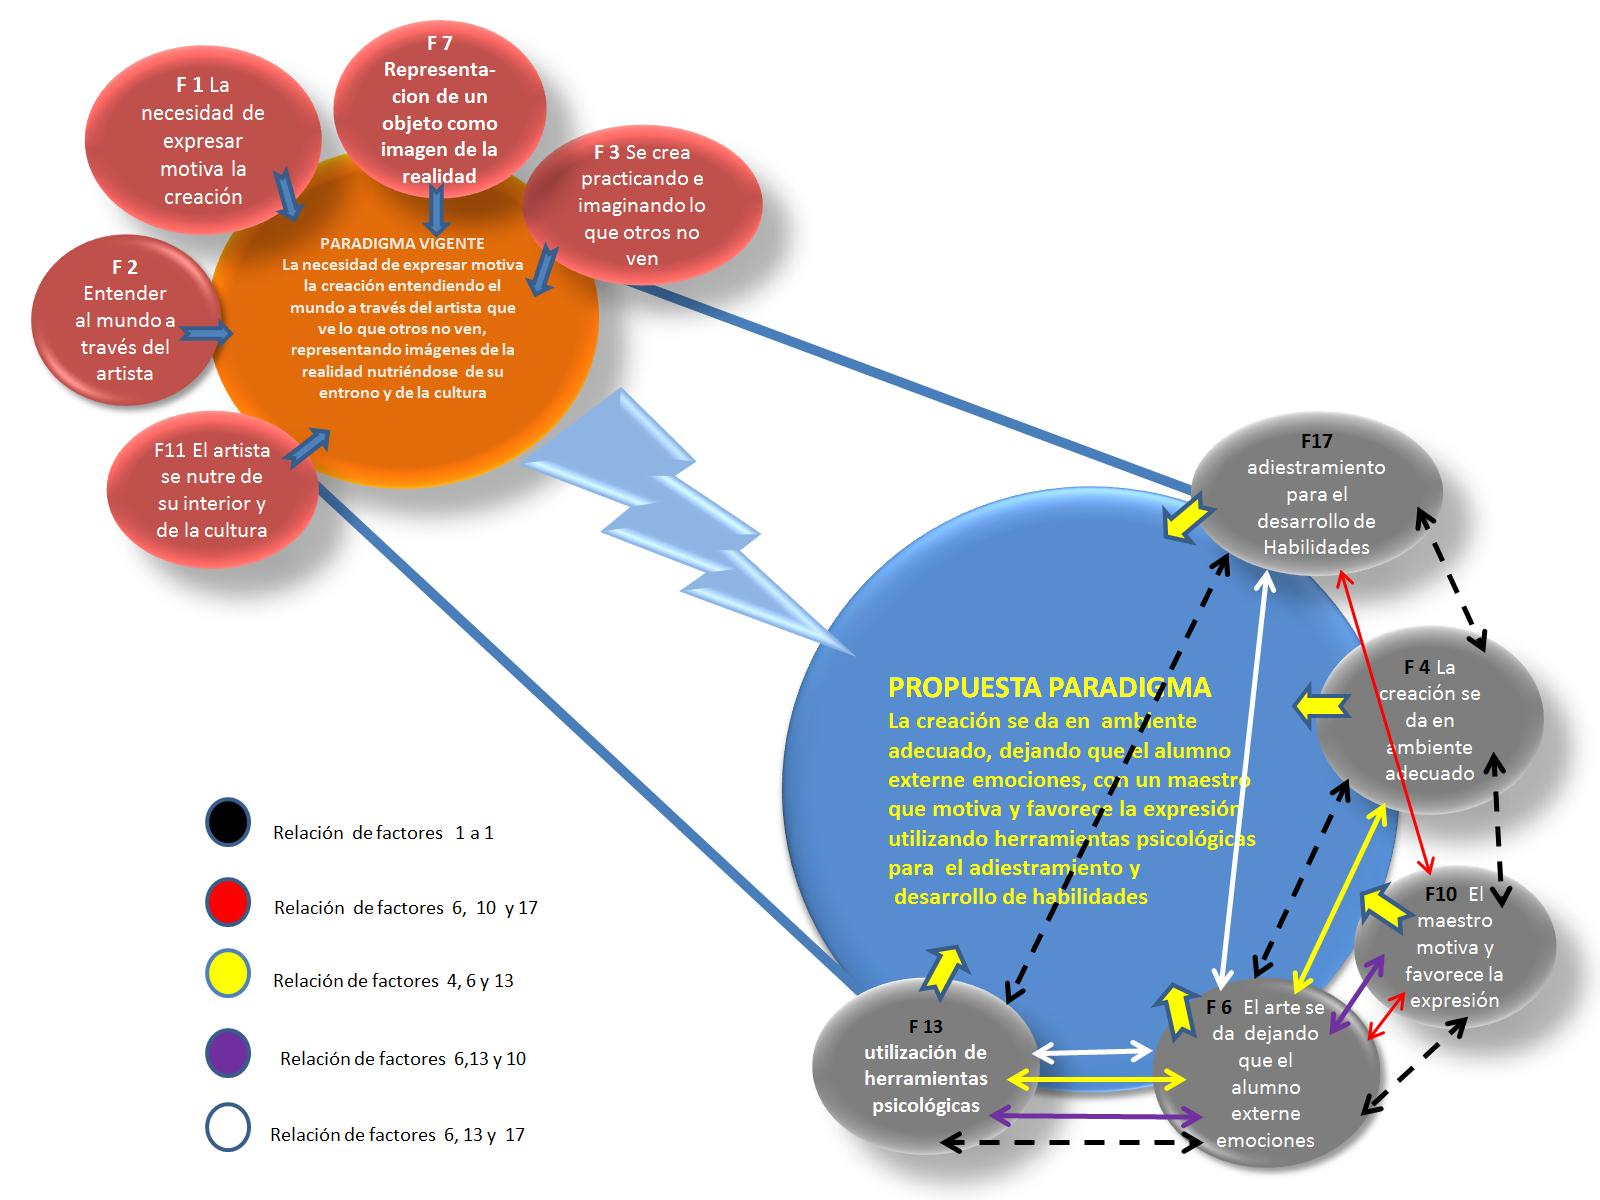 F 1 La
necesidad de
expresar
motiva la
creación
F 7
Representa-
cion de un
objeto como
imagen de la
realidad
F 3 Se crea
practicando e
imaginando lo
que otros no
ven
F 2
Entender
al mundo a
través del
artista
F11 El artista
se nutre de
su interior y
de la cultura
PARADIGMA VIGENTE
La necesidad de expresar motiva
la creación entendiendo el
mundo a través del artista que
ve lo que otros no ven,
representando imágenes de la
realidad nutriéndose de su
entrono y de la cultura
F17
adiestramiento
para el
desarrollo de
Habilidades
F 4 La
creación se
da en
ambiente
adecuado
PROPUESTA PARADIGMA
La creación se da en ambiente
adecuado, dejando que el alumno
externe emociones, con un maestro
que motiva y favorece la expresión
utilizando herramientas psicológicas
para el adiestramiento y
desarrollo de habilidades
F10 El
maestro
motiva y
favorece la
expresión
F 6 El arte se
da dejando
que el
alumno
externe
emociones
F 13
utilización de
herramientas
psicológicas
Relación de factores 1 a 1
Relación de factores 6, 10 y 17
Relación de factores 4, 6 y 13
Relación de factores 6,13 y 10
Relación de factores 6, 13 y 17